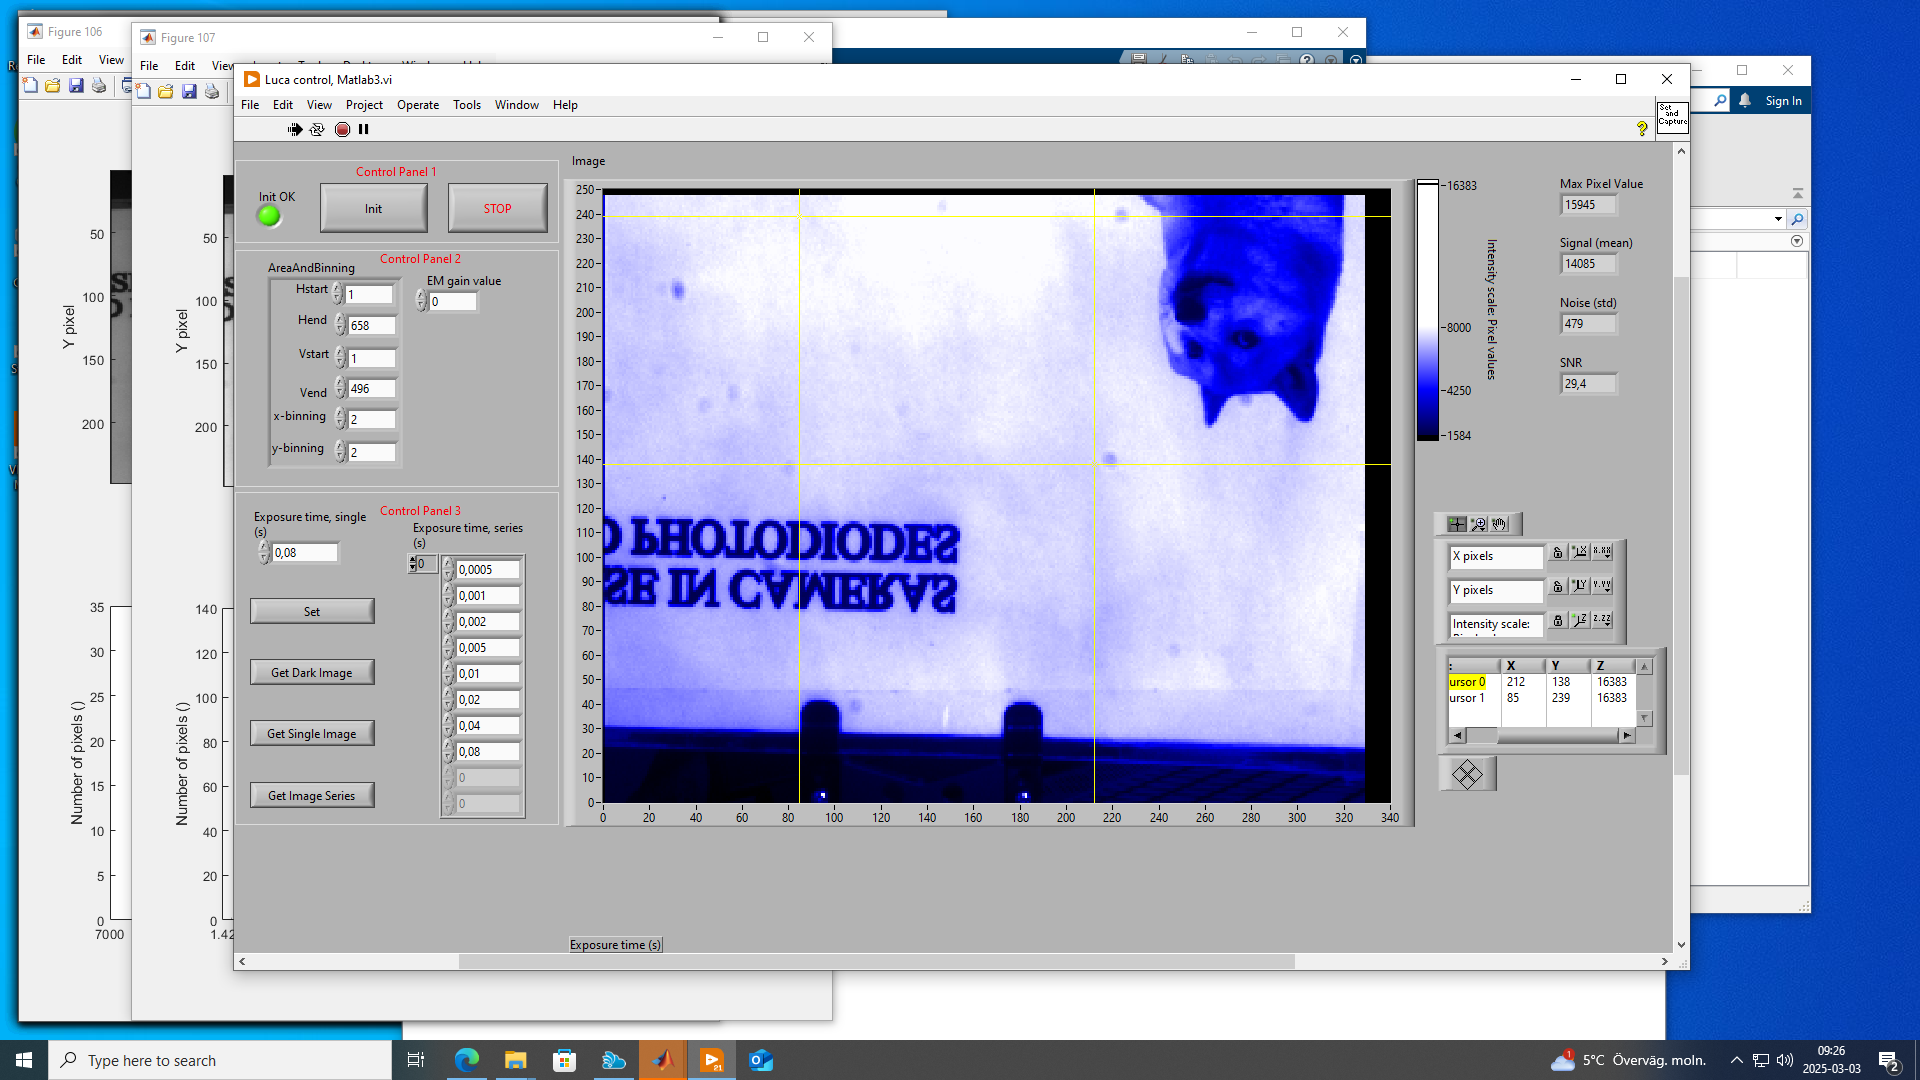 Figure 106
File Edit View
Figure 107
File Edit View
Sign In
Luca control, Matlab3.vi
File Edit View Project Operate Tools Window Help
Set
and
Capture
Control Panel 1
Init OK
Init
STOP
Control Panel 2
AreaAndBinning
EM gain value
0
Hstart 1
Hend 658
Vstart 1
Vend 496
x-binning 2
y-binning 2
Control Panel 3
Exposure time, single
(s)
0,08
Exposure time, series
(s)
0
0,0005
0,001
0,002
0,005
0,01
0,02
0,04
0,08
0
0
Set
Get Dark Image
Get Single Image
Get Image Series
Image
250
240
230
220
210
200
190
180
170
160
150
140
130
120
110
100
90
80
70
60
50
40
30
20
10
0
0 20 40 60 80 100 120 140 160 180 200 220 240 260 280 300 320 340
PHOTODIODES
SE IN CAMERAS
16383
8000
4250
1584
Intensity scale: Pixel values
Max Pixel Value
15945
Signal (mean)
14085
Noise (std)
479
SNR
29,4
X pixels
Y pixels
Intensity scale:
: X Y Z
ursor 0 212 138 16383
ursor 1 85 239 16383
Exposure time (s)
Y pixel
50
100
150
200
Y pixel
50
100
150
200
Number of pixels ()
35
30
25
20
15
10
5
0
7000
Number of pixels ()
140
120
100
80
60
40
20
0
1.42
Type here to search
21
1
5°C Överväg. moln.
09:26
2025-03-03
2